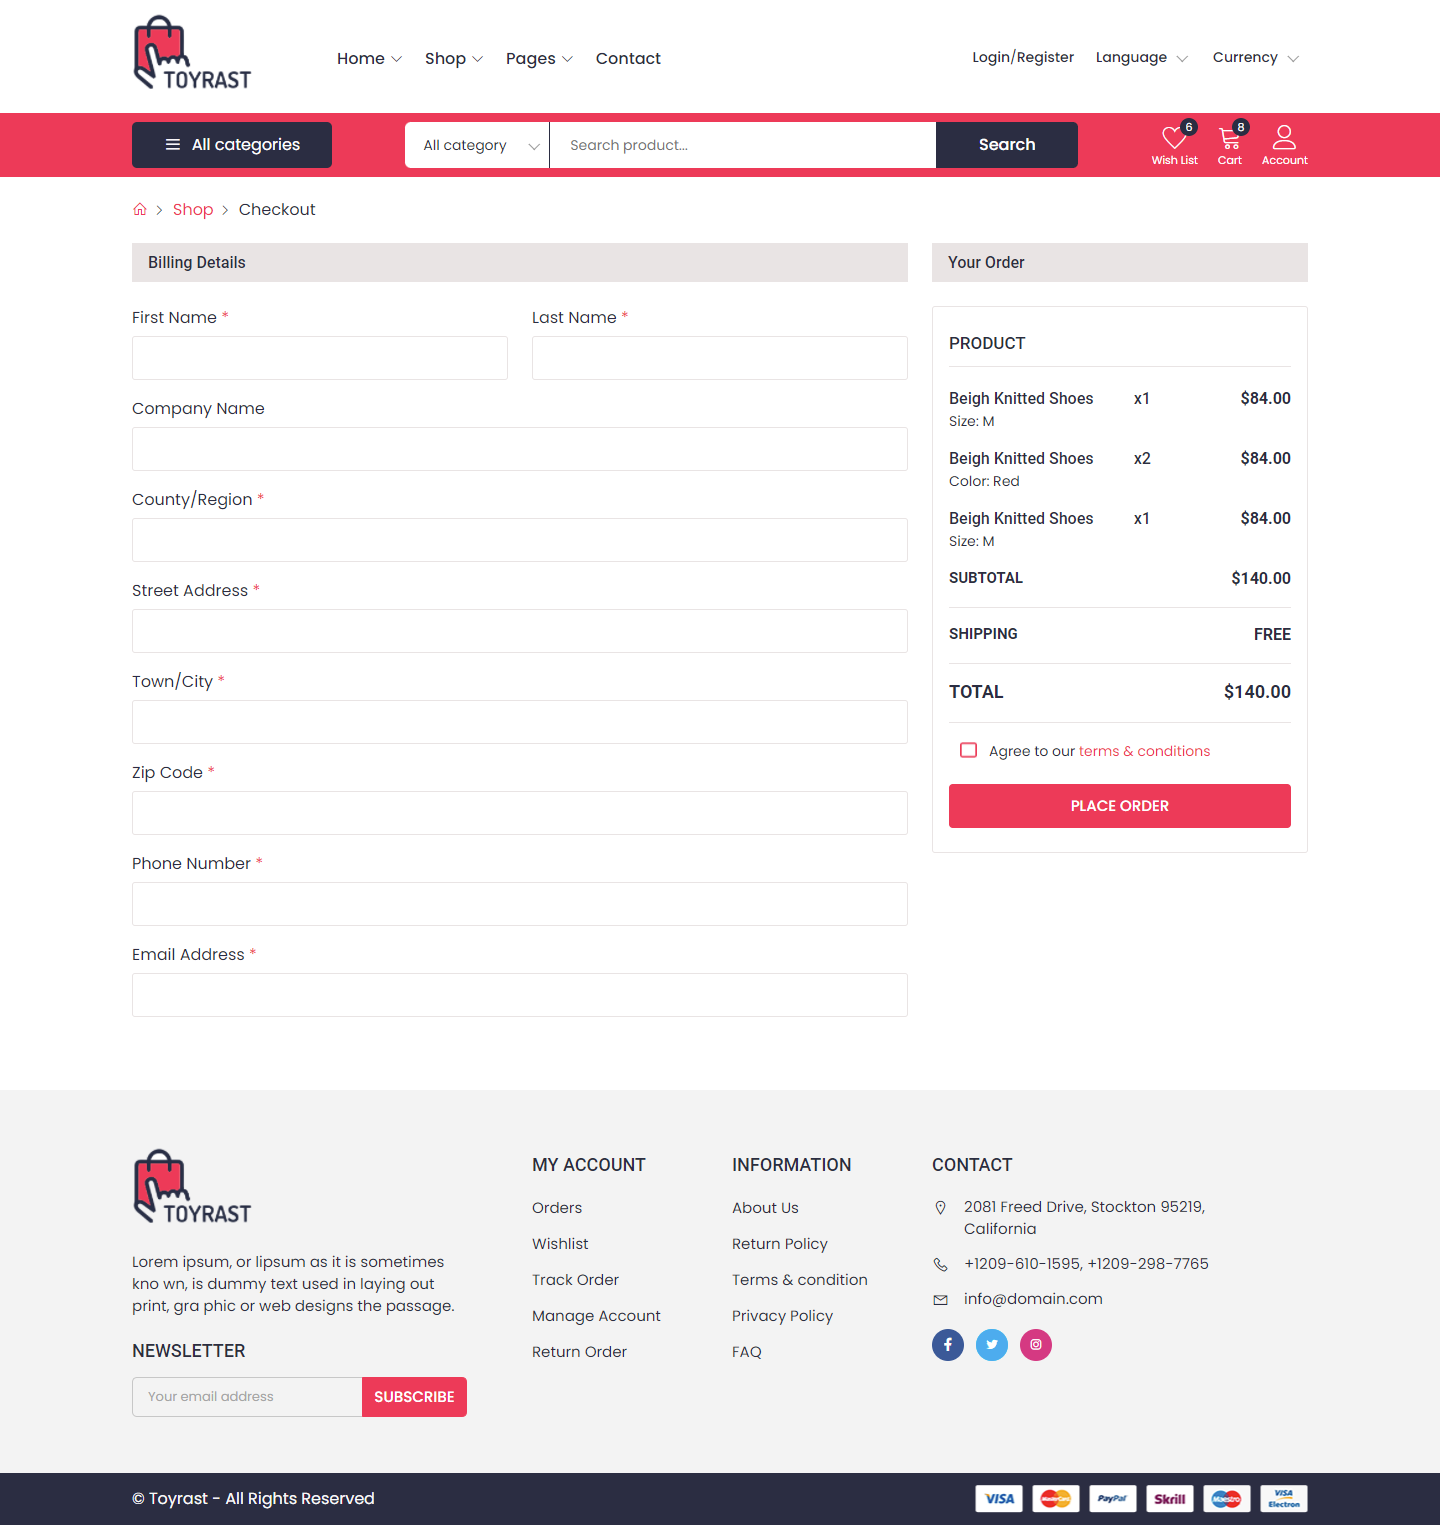 TOYRAST
Home Shop Pages Contact
Login/Register Language Currency
All categories
All category Search product... Search
6 8
Wish List Cart Account
Shop Checkout
Billing Details
First Name * Last Name *
Company Name
County/Region *
Street Address *
Town/City *
Zip Code *
Phone Number *
Email Address *
Your Order
PRODUCT
Beigh Knitted Shoes x1 $84.00
Size: M
Beigh Knitted Shoes x2 $84.00
Color: Red
Beigh Knitted Shoes x1 $84.00
Size: M
SUBTOTAL $140.00
SHIPPING FREE
TOTAL $140.00
Agree to our terms & conditions
PLACE ORDER
TOYRAST
Lorem ipsum, or lipsum as it is sometimes
kno wn, is dummy text used in laying out
print, gra phic or web designs the passage.
NEWSLETTER
Your email address SUBSCRIBE
MY ACCOUNT
Orders
Wishlist
Track Order
Manage Account
Return Order
INFORMATION
About Us
Return Policy
Terms & condition
Privacy Policy
FAQ
CONTACT
2081 Freed Drive, Stockton 95219,
California
+1209-610-1595, +1209-298-7765
info@domain.com
© Toyrast - All Rights Reserved
VISA MasterCard PayPal Skrill Maestro VISA
Electron